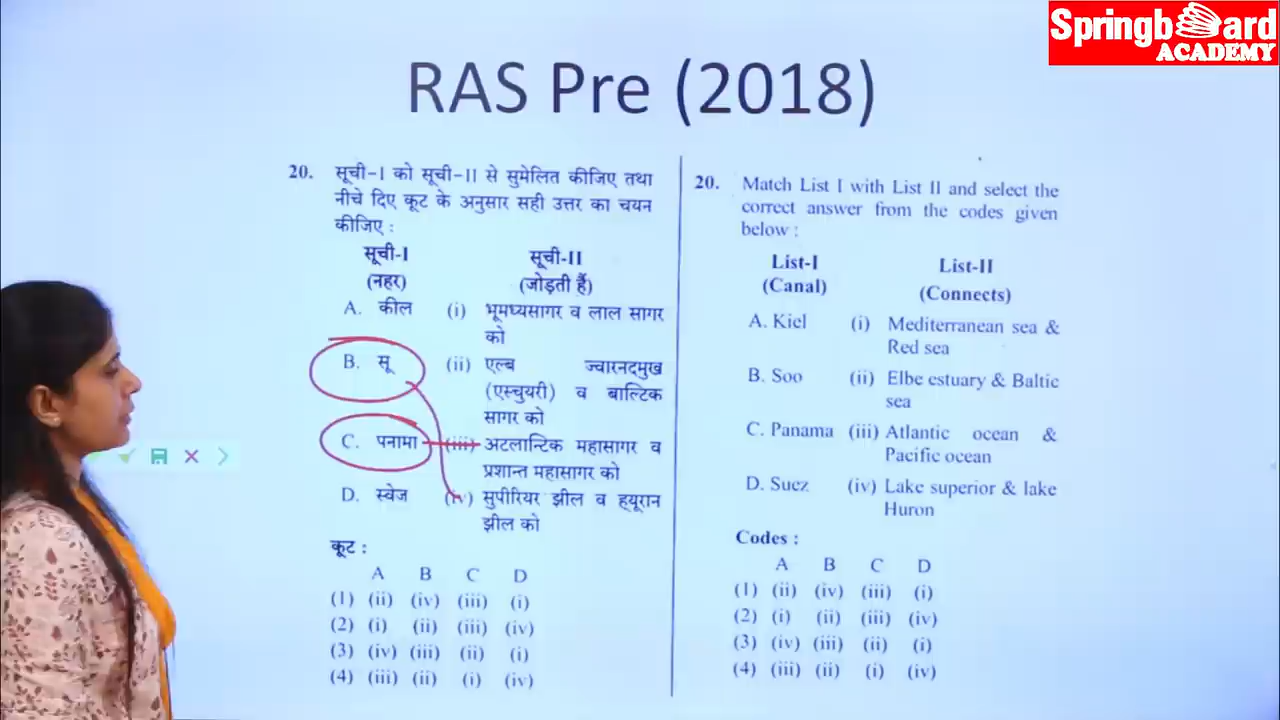 Springboard
ACADEMY
RAS Pre (2018)
20. सूची-I को सूची-II से सुमेलित कीजिए तथा
नीचे दिए कूट के अनुसार सही उत्तर का चयन
कीजिए :
सूची-I सूची-II
(नहर) (जोड़ती हैं)
A. कील (i) भूमध्यसागर व लाल सागर
को
B. सू (ii) एल्ब ज्वारनदमुख
(एस्चुयरी) व बाल्टिक
सागर को
C. पनामा (iii) अटलान्टिक महासागर व
प्रशान्त महासागर को
D. स्वेज (iv) सुपीरियर झील व ह्यूरान
झील को
कूट :
A B C D
(1) (ii) (iv) (iii) (i)
(2) (i) (ii) (iii) (iv)
(3) (iv) (iii) (ii) (i)
(4) (iii) (ii) (i) (iv)
20. Match List I with List II and select the
correct answer from the codes given
below :
List-I List-II
(Canal) (Connects)
A. Kiel (i) Mediterranean sea &
Red sea
B. Soo (ii) Elbe estuary & Baltic
sea
C. Panama (iii) Atlantic ocean &
Pacific ocean
D. Suez (iv) Lake superior & lake
Huron
Codes :
A B C D
(1) (ii) (iv) (iii) (i)
(2) (i) (ii) (iii) (iv)
(3) (iv) (iii) (ii) (i)
(4) (iii) (ii) (i) (iv)